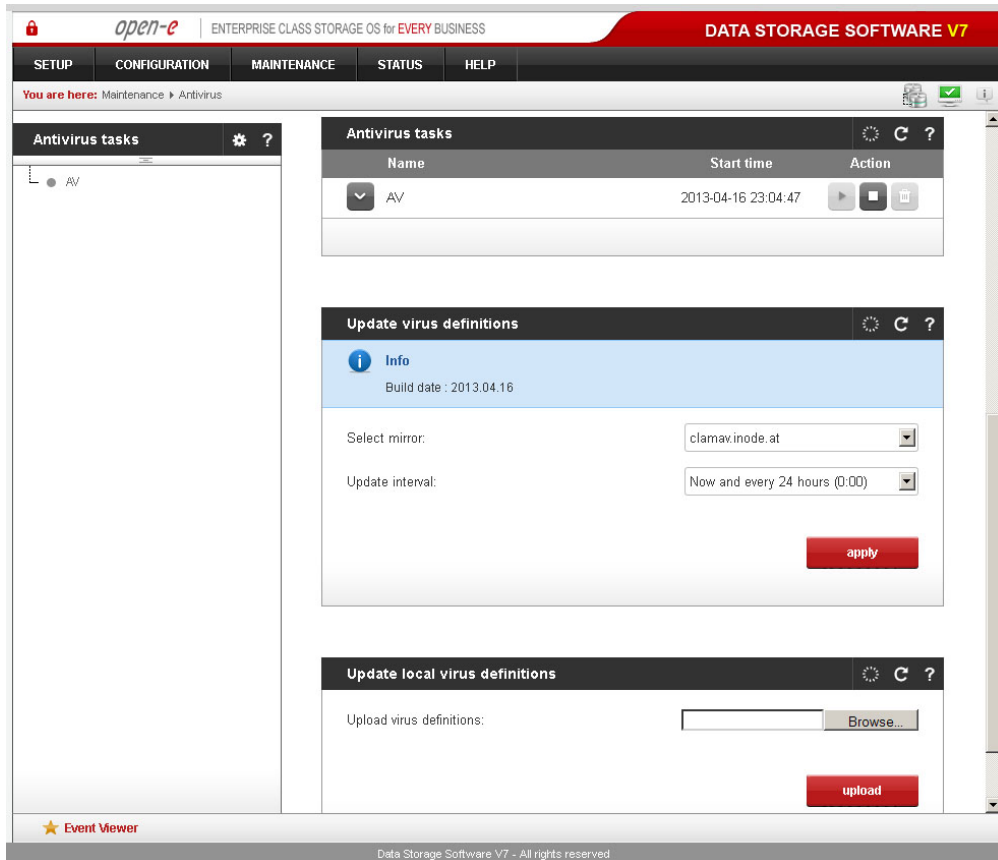 open-e ENTERPRISE CLASS STORAGE OS for EVERY BUSINESS DATA STORAGE SOFTWARE V7
SETUP CONFIGURATION MAINTENANCE STATUS HELP
You are here: Maintenance Antivirus
Antivirus tasks ?
AV
Antivirus tasks ?
Name Start time Action
AV 2013-04-16 23:04:47
Update virus definitions ?
Info
Build date : 2013.04.16
Select mirror: clamav.inode.at
Update interval: Now and every 24 hours (0:00)
apply
Update local virus definitions ?
Upload virus definitions: Browse...
upload
Event Viewer
Data Storage Software V7 - All rights reserved